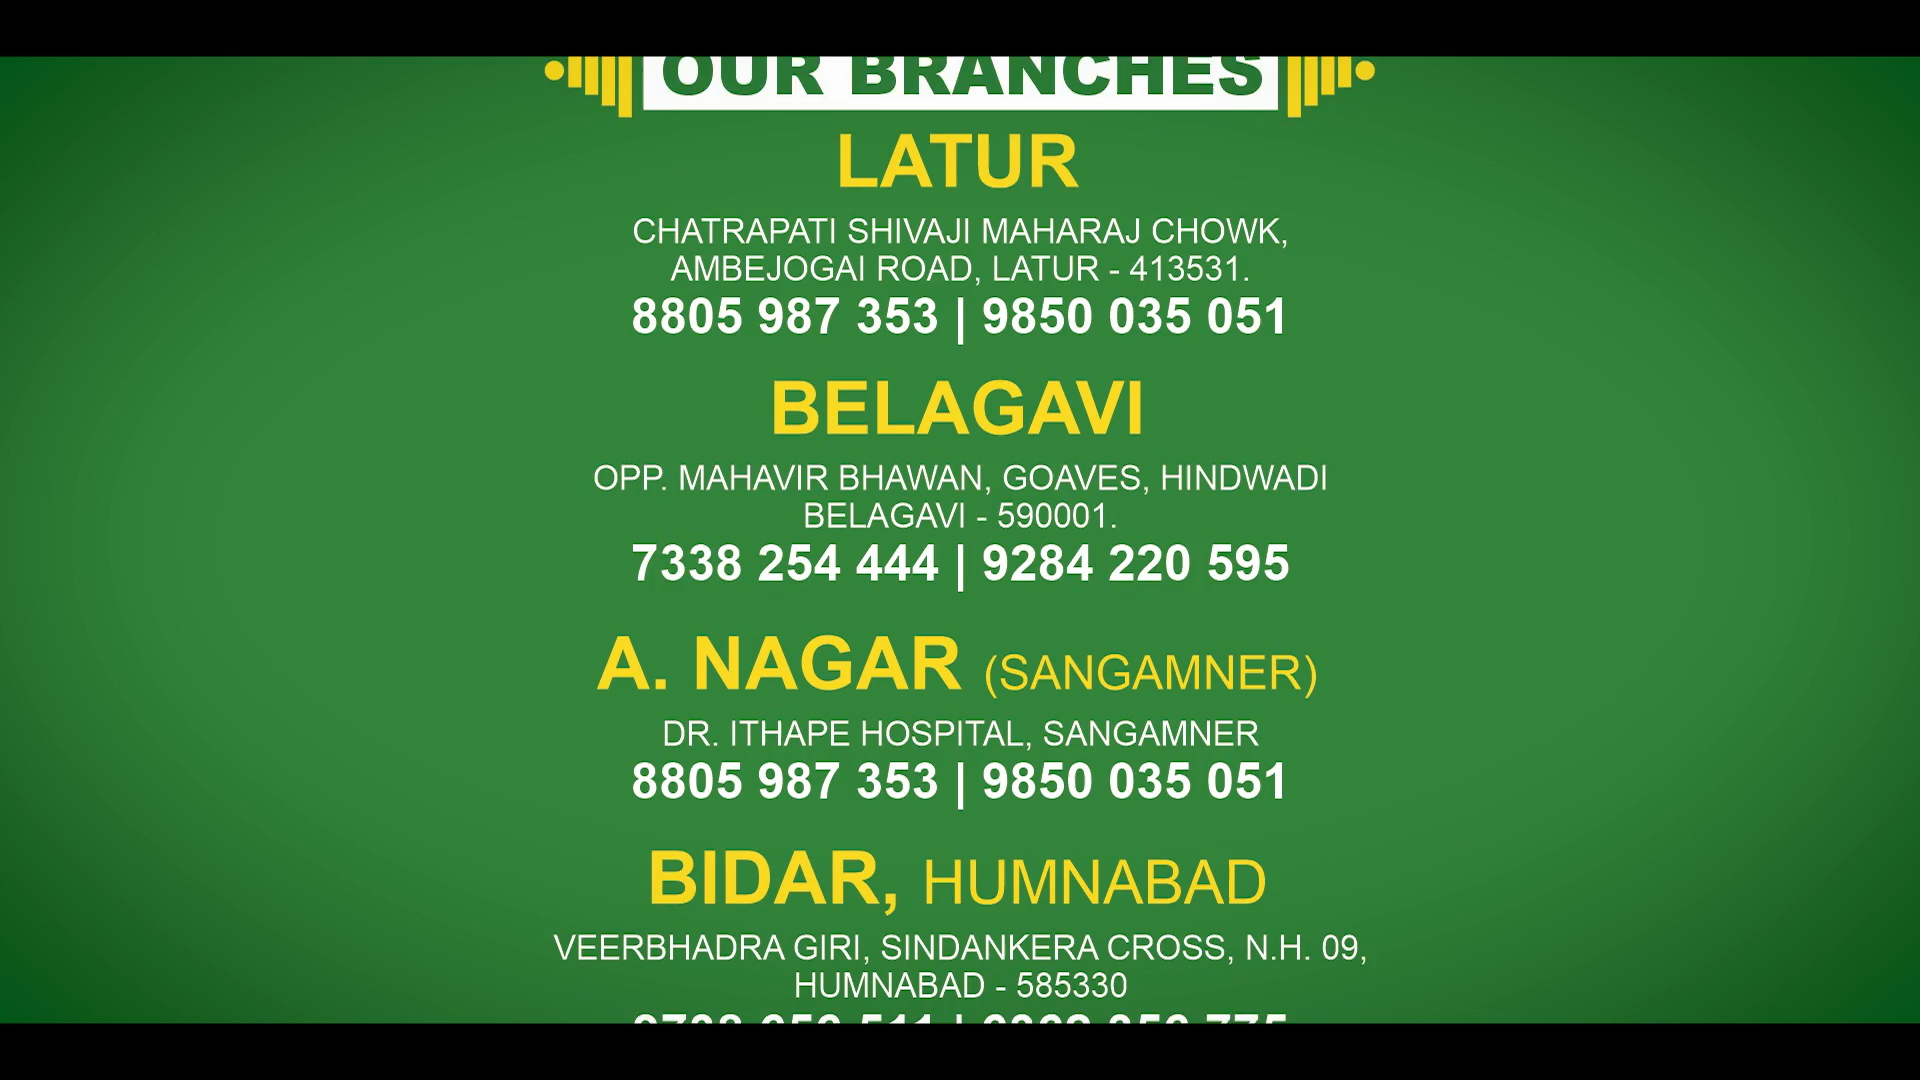 OUR BRANCHES
LATUR
CHATRAPATI SHIVAJI MAHARAJ CHOWK,
AMBEJOGAI ROAD, LATUR - 413531.
8805 987 353 | 9850 035 051
BELAGAVI
OPP. MAHAVIR BHAWAN, GOAVES, HINDWADI
BELAGAVI - 590001.
7338 254 444 | 9284 220 595
A. NAGAR (SANGAMNER)
DR. ITHAPE HOSPITAL, SANGAMNER
8805 987 353 | 9850 035 051
BIDAR, HUMNABAD
VEERBHADRA GIRI, SINDANKERA CROSS, N.H. 09,
HUMNABAD - 585330